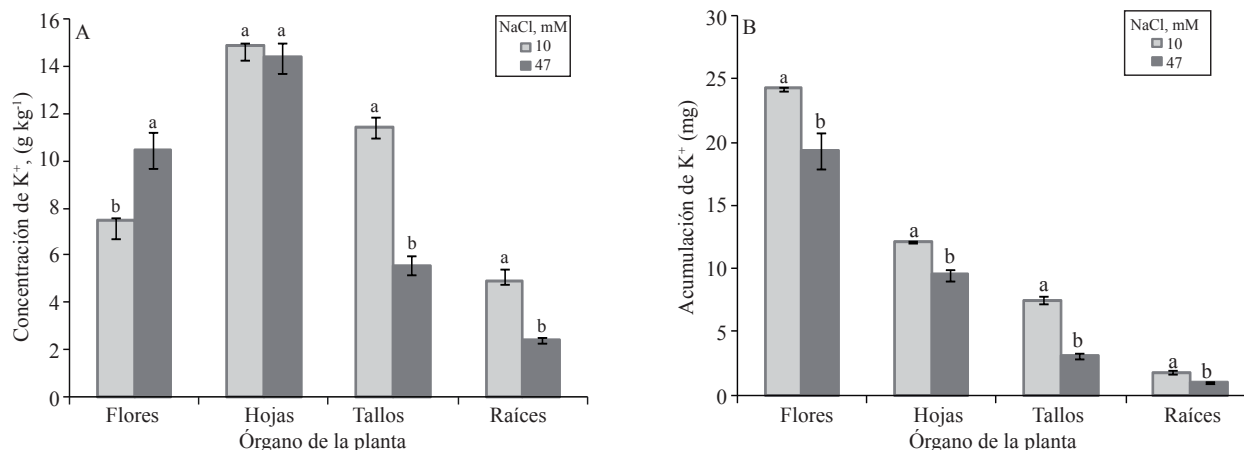 A
Concentración de K⁺, (g kg⁻¹)
16
14
12
10
8
6
4
2
0
NaCl, mM
10
47
b
a
a
a
a
b
a
b
Flores
Hojas
Tallos
Raíces
Órgano de la planta
B
Acumulación de K⁺ (mg)
30
25
20
15
10
5
0
NaCl, mM
10
47
a
b
a
b
a
b
a
b
Flores
Hojas
Tallos
Raíces
Órgano de la planta